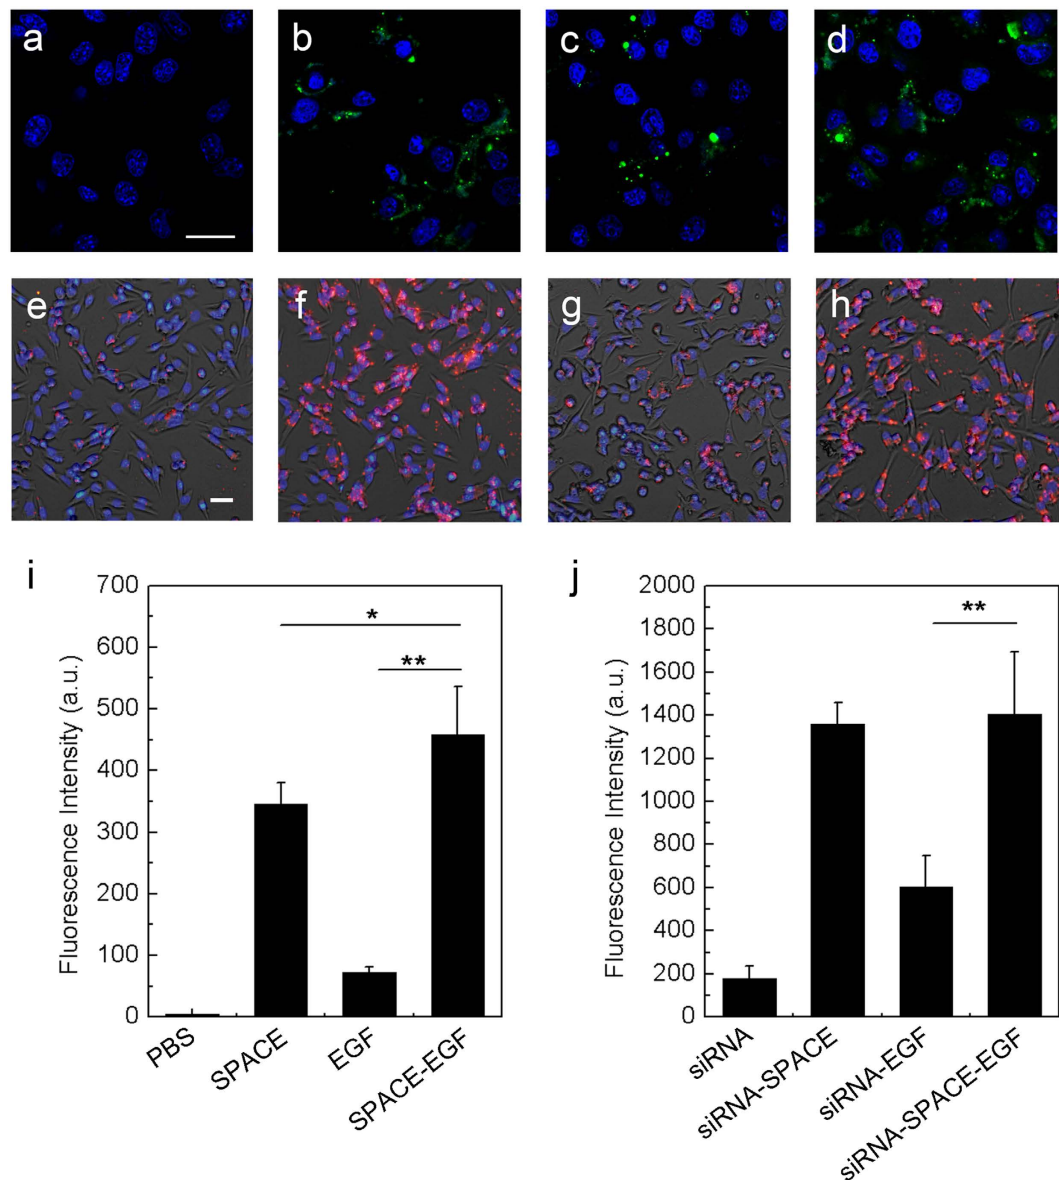 a
b
c
d
e
f
g
h
i
j
700
600
500
400
300
200
100
0
Fluorescence Intensity (a.u.)
*
**
PBS
SPACE
EGF
SPACE-EGF
2000
1800
1600
1400
1200
1000
800
600
400
200
0
Fluorescence Intensity (a.u.)
**
siRNA
siRNA-SPACE
siRNA-EGF
siRNA-SPACE-EGF